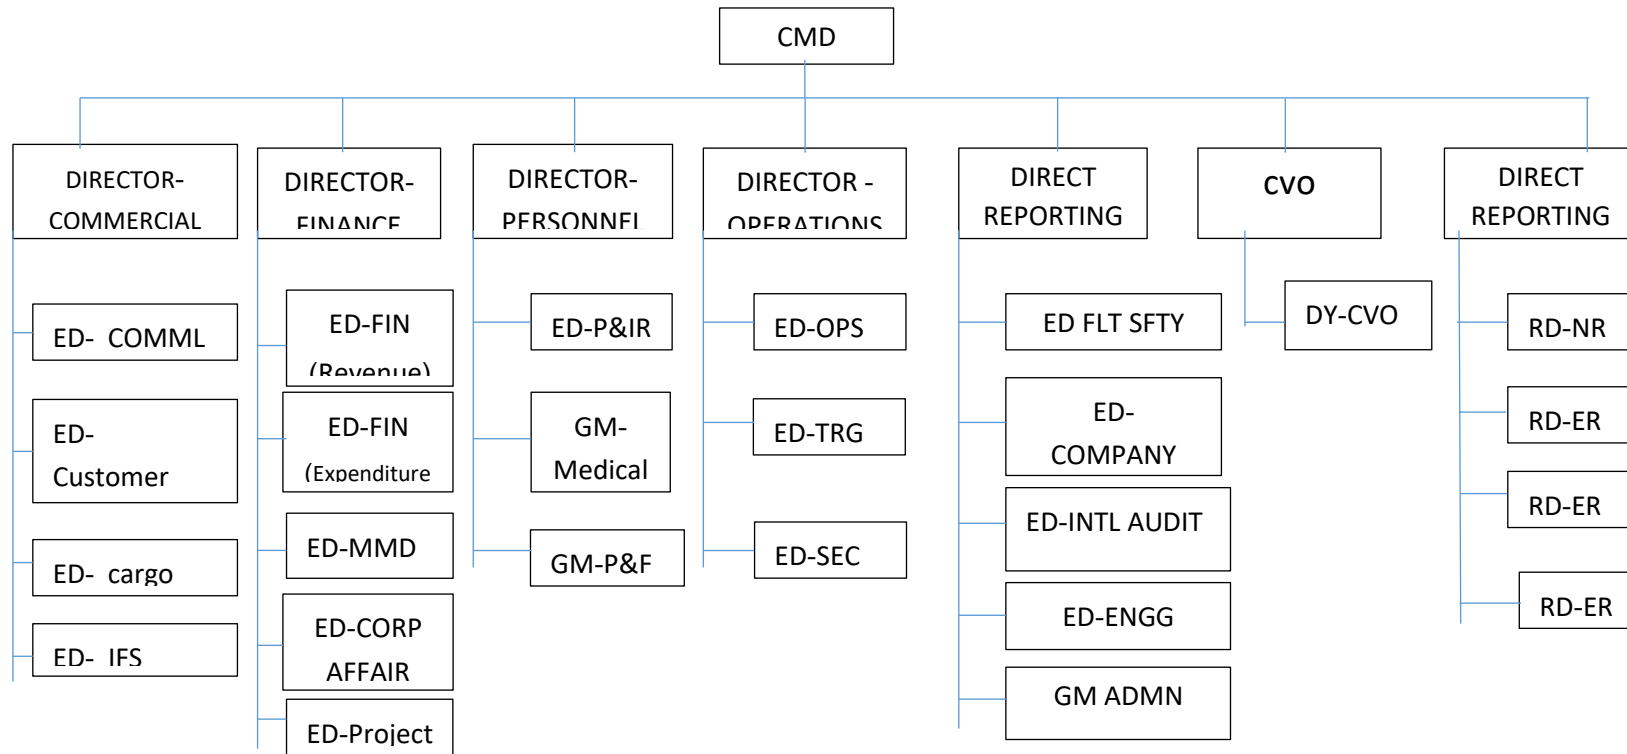 CMD
DIRECTOR-
COMMERCIAL
DIRECTOR-
FINANCE
DIRECTOR-
PERSONNEL
DIRECTOR -
OPERATIONS
DIRECT
REPORTING
CVO
DIRECT
REPORTING
ED- COMML
ED-
Customer
ED- cargo
ED- IFS
ED-FIN
(Revenue)
ED-FIN
(Expenditure
ED-MMD
ED-CORP
AFFAIR
ED-Project
ED-P&IR
GM-
Medical
GM-P&F
ED-OPS
ED-TRG
ED-SEC
ED FLT SFTY
ED-
COMPANY
ED-INTL AUDIT
ED-ENGG
GM ADMN
DY-CVO
RD-NR
RD-ER
RD-ER
RD-ER